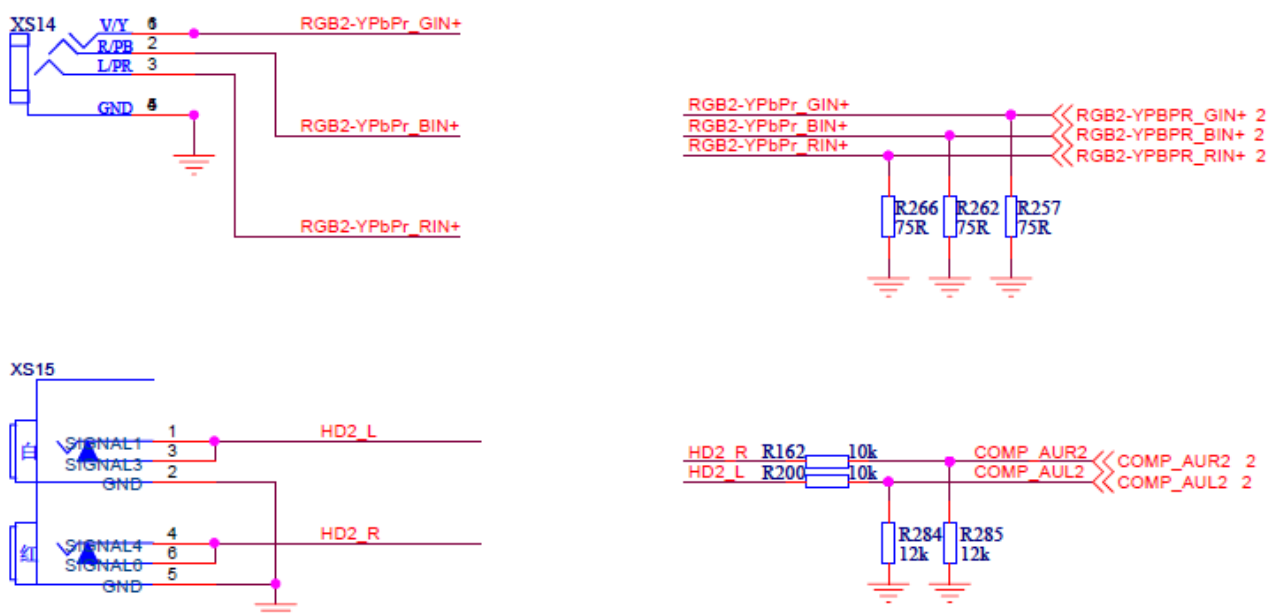 XS14 V/Y 6 RGB2-YPbPr_GIN+
R/PB 2
L/PR 3
GND
RGB2-YPbPr_BIN+
RGB2-YPbPr_RIN+
RGB2-YPbPr_GIN+ RGB2-YPBPR_GIN+ 2
RGB2-YPbPr_BIN+ RGB2-YPBPR_BIN+ 2
RGB2-YPbPr_RIN+ RGB2-YPBPR_RIN+ 2
R266 R262 R257
75R 75R 75R
XS15
白
SIGNAL1 1 HD2_L
SIGNAL3 3
GND 2
红
SIGNAL4 4 HD2_R
6
GND 5
HD2_R R162 10k COMP_AUR2 COMP_AUR2 2
HD2_L R200 10k COMP_AUL2 COMP_AUL2 2
R284 R285
12k 12k